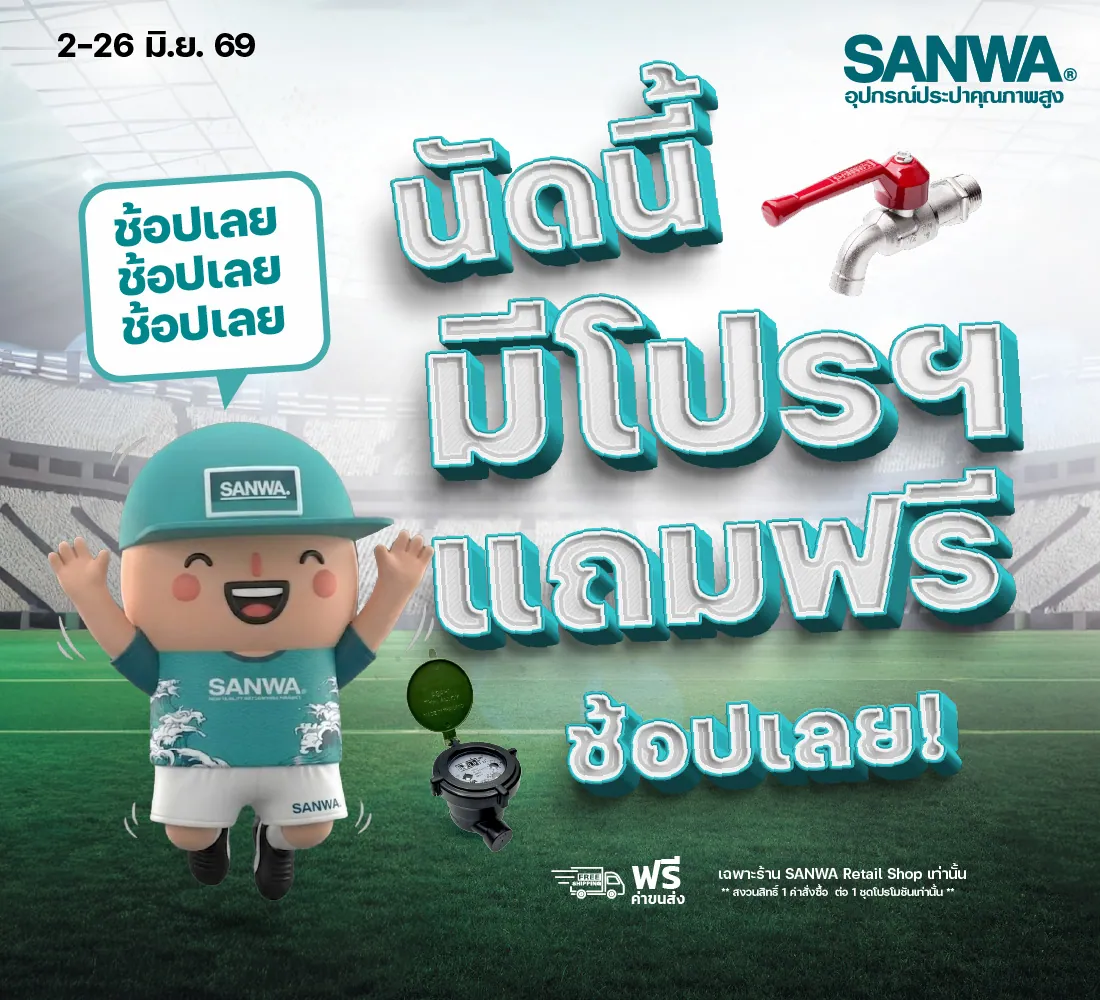 2-26 มิ.ย. 69
SANWA®
อุปกรณ์ประปาคุณภาพสูง
นัดนี้
มีโปรฯ
แถมฟรี
ช้อปเลย!
ช้อปเลย
ช้อปเลย
ช้อปเลย
SANWA.
SANWA®
SANWA.
FREE
SHIPPING
ฟรี
ค่าขนส่ง
เฉพาะร้าน SANWA Retail Shop เท่านั้น
** สงวนสิทธิ์ 1 คำสั่งซื้อ ต่อ 1 ชุดโปรโมชันเท่านั้น **